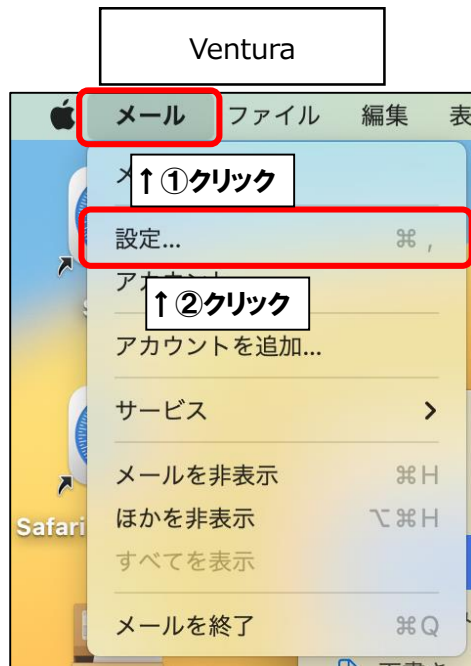 Ventura
メール ファイル 編集 表
↑①クリック
設定... ⌘ ,
↑②クリック
アカウントを追加...
サービス >
メールを非表示 ⌘H
ほかを非表示 ⌥⌘H
すべてを表示
Safari
メールを終了 ⌘Q